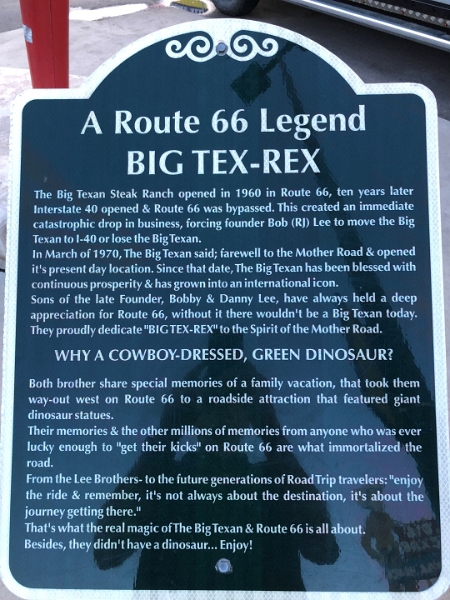 A Route 66 Legend
BIG TEX-REX
The Big Texan Steak Ranch opened in 1960 in Route 66, ten years later
Interstate 40 opened & Route 66 was bypassed. This created an immediate
catastrophic drop in business, forcing founder Bob (RJ) Lee to move the Big
Texan to I-40 or lose the Big Texan.
In March of 1970, The Big Texan said; farewell to the Mother Road & opened
it's present day location. Since that date, The Big Texan has been blessed with
continuous prosperity & has grown into an international icon.
Sons of the late Founder, Bobby & Danny Lee, have always held a deep
appreciation for Route 66, without it there wouldn't be a Big Texan today.
They proudly dedicate "BIG TEX-REX" to the Spirit of the Mother Road.
WHY A COWBOY-DRESSED, GREEN DINOSAUR?
Both brother share special memories of a family vacation, that took them
way-out west on Route 66 to a roadside attraction that featured giant
dinosaur statues.
Their memories & the other millions of memories from anyone who was ever
lucky enough to "get their kicks" on Route 66 are what immortalized the
road.
From the Lee Brothers- to the future generations of Road Trip travelers: "enjoy
the ride & remember, it's not always about the destination, it's about the
journey getting there."
That's what the real magic of The Big Texan & Route 66 is all about.
Besides, they didn't have a dinosaur... Enjoy!